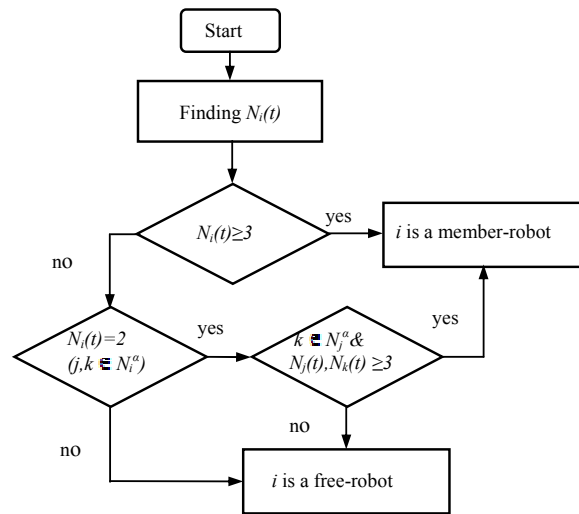 Start
Finding N_i(t)
N_i(t)≥3
yes
i is a member-robot
no
N_i(t)=2
(j,k ∈ N_i^α)
yes
k ∈ N_j^α &
N_j(t),N_k(t) ≥3
yes
no
no
i is a free-robot